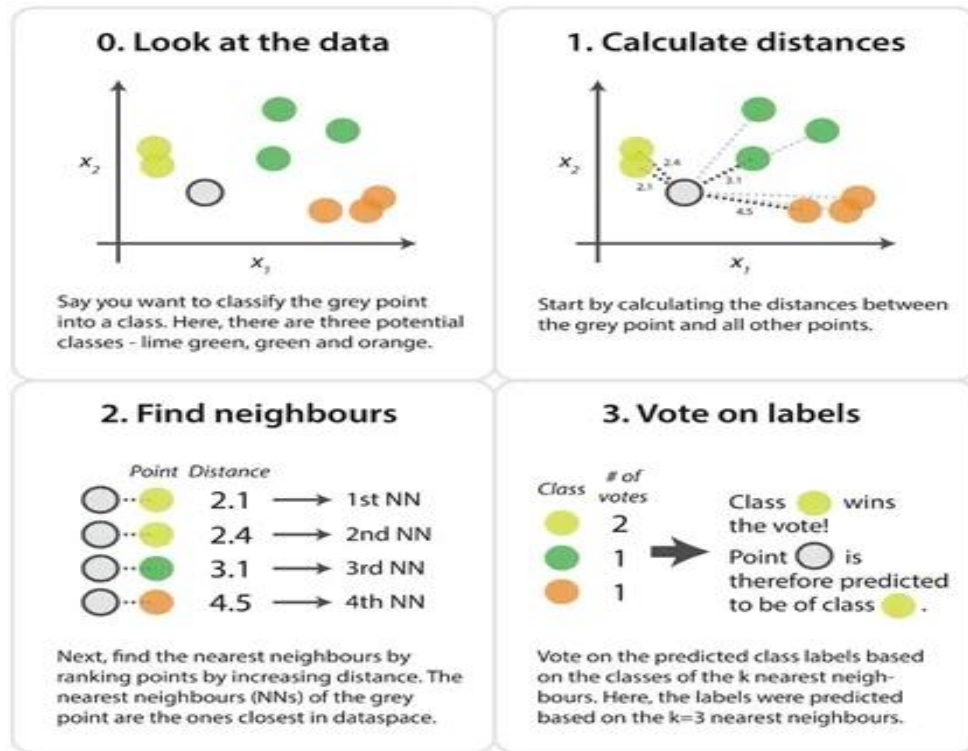 0. Look at the data
x2
x1
Say you want to classify the grey point
into a class. Here, there are three potential
classes - lime green, green and orange.
1. Calculate distances
x2
2.4
2.1
3.1
4.5
x1
Start by calculating the distances between
the grey point and all other points.
2. Find neighbours
Point Distance
2.1 → 1st NN
2.4 → 2nd NN
3.1 → 3rd NN
4.5 → 4th NN
Next, find the nearest neighbours by
ranking points by increasing distance. The
nearest neighbours (NNs) of the grey
point are the ones closest in dataspace.
3. Vote on labels
Class # of
votes
2
1
1
Class wins
the vote!
Point is
therefore predicted
to be of class .
Vote on the predicted class labels based
on the classes of the k nearest neigh-
bours. Here, the labels were predicted
based on the k=3 nearest neighbours.